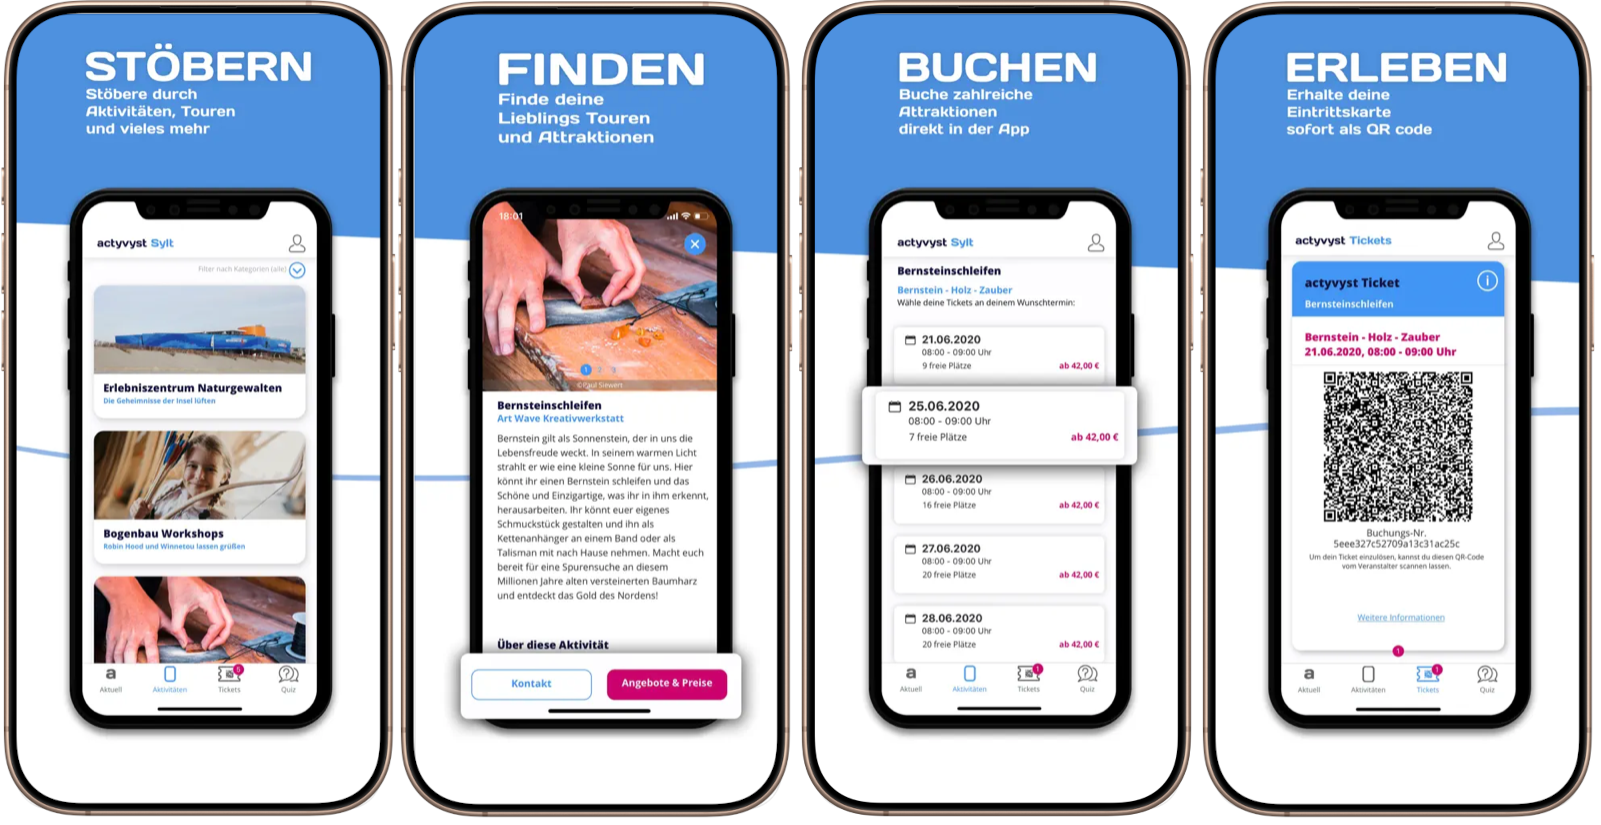 STÖBERN
Stöbere durch
Aktivitäten, Touren
und vieles mehr
actyvyst Sylt
Filter nach Kategorien (alle)
Erlebniszentrum Naturgewalten
Die Geheimnisse der Insel lüften
Bogenbau Workshops
Robin Hood und Winnetou lassen grüßen
a
5
Aktuell
Aktivitäten
Tickets
Quiz
FINDEN
Finde deine
Lieblings Touren
und Attraktionen
18:01
1 2 3
©Paul Siewert
Bernsteinschleifen
Art Wave Kreativwerkstatt
Bernstein gilt als Sonnenstein, der in uns die
Lebensfreude weckt. In seinem warmen Licht
strahlt er wie eine kleine Sonne für uns. Hier
könnt ihr einen Bernstein schleifen und das
Schöne und Einzigartige, was ihr in ihm erkennt,
herausarbeiten. Ihr könnt euer eigenes
Schmuckstück gestalten und ihn als
Kettenanhänger an einem Band oder als
Talisman mit nach Hause nehmen. Macht euch
bereit für eine Spurensuche an diesem
Millionen Jahre alten versteinerten Baumharz
und entdeckt das Gold des Nordens!
Über diese Aktivität
Kontakt
Angebote & Preise
BUCHEN
Buche zahlreiche
Attraktionen
direkt in der App
actyvyst Sylt
Bernsteinschleifen
Bernstein - Holz - Zauber
Wähle deine Tickets an deinem Wunschtermin:
21.06.2020
08:00 - 09:00 Uhr
9 freie Plätze ab 42,00 €
25.06.2020
08:00 - 09:00 Uhr
7 freie Plätze ab 42,00 €
26.06.2020
08:00 - 09:00 Uhr
16 freie Plätze ab 42,00 €
27.06.2020
08:00 - 09:00 Uhr
20 freie Plätze ab 42,00 €
28.06.2020
08:00 - 09:00 Uhr
20 freie Plätze ab 42,00 €
a
1
Aktuell
Aktivitäten
Tickets
Quiz
ERLEBEN
Erhalte deine
Eintrittskarte
sofort als QR code
actyvyst Tickets
actyvyst Ticket
i
Bernsteinschleifen
Bernstein - Holz - Zauber
21.06.2020, 08:00 - 09:00 Uhr
Buchungs-Nr.
5eee327c52709a13c31ac25c
Um dein Ticket einzulösen, kannst du diesen QR-Code
vom Veranstalter scannen lassen.
Weitere Informationen
1
a
1
Aktuell
Aktivitäten
Tickets
Quiz